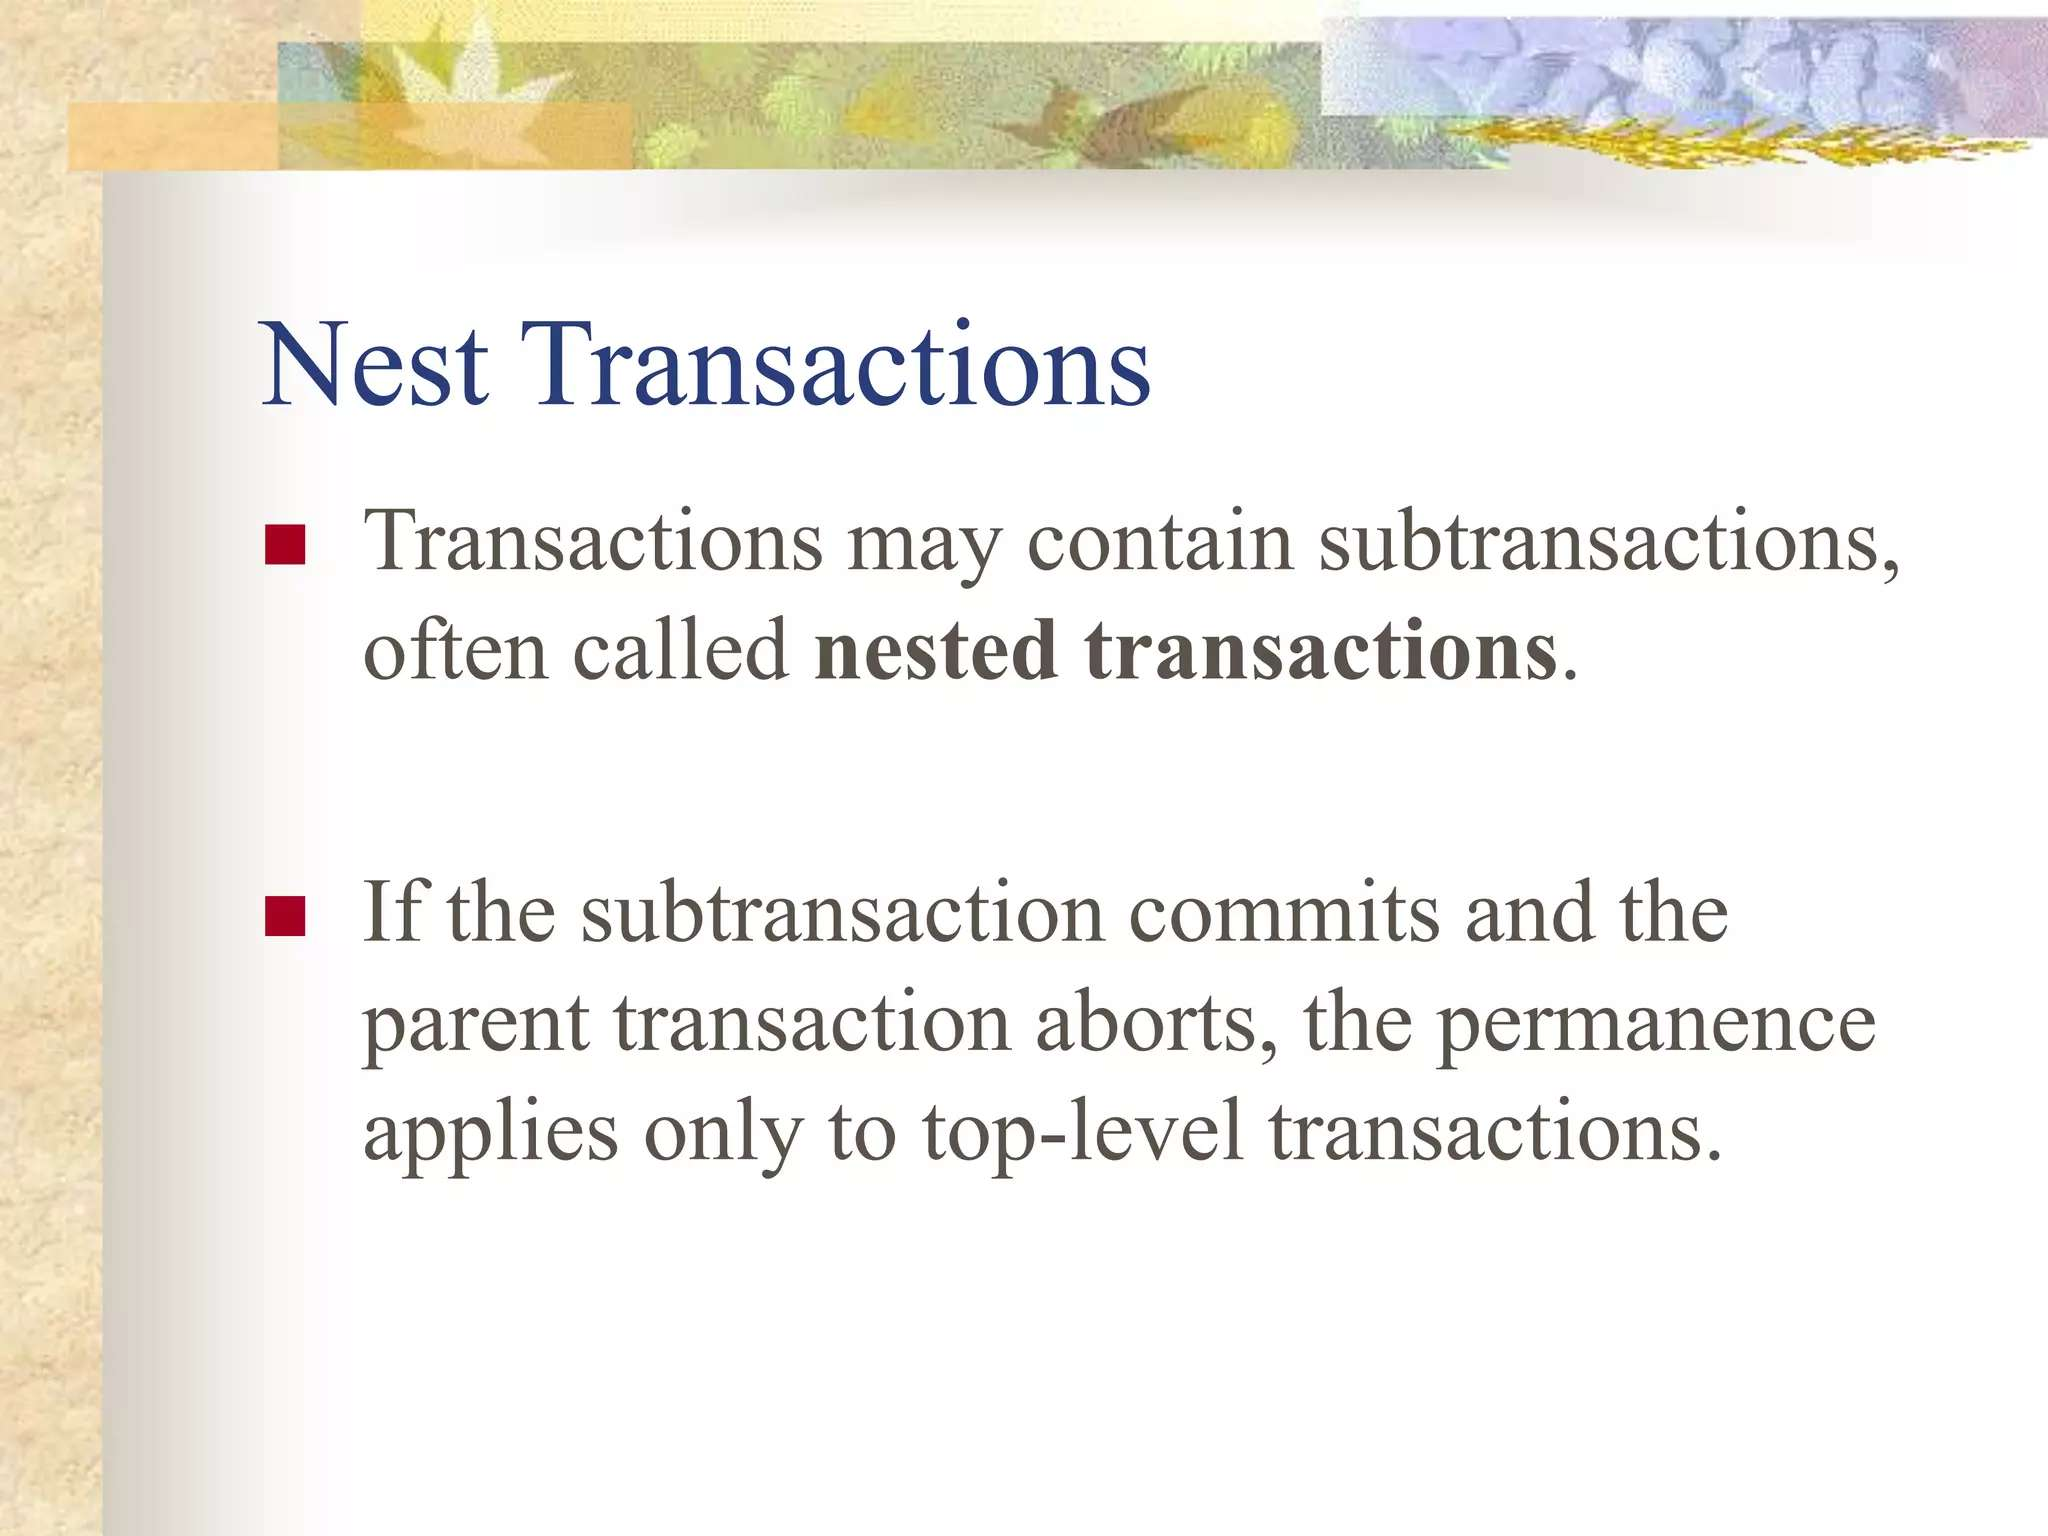 Nest Transactions
Transactions may contain subtransactions,
often called nested transactions.
If the subtransaction commits and the
parent transaction aborts, the permanence
applies only to top-level transactions.